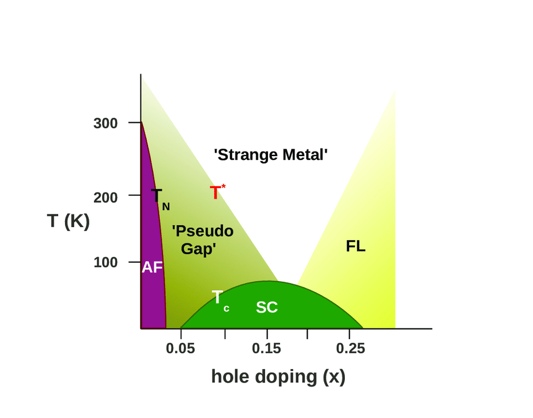 300
'Strange Metal'
T*
200
TN
T (K)
'Pseudo
Gap'
FL
100
AF
Tc
SC
0.05
0.15
0.25
hole doping (x)